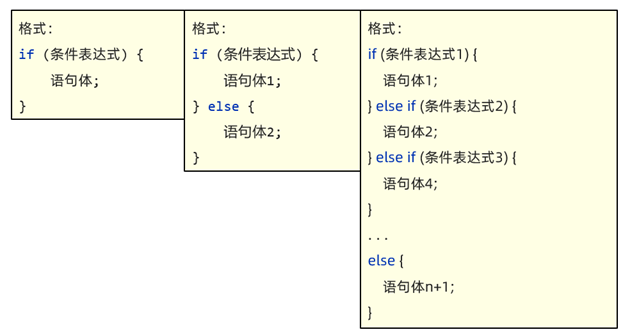 格式：
if (条件表达式) {
语句体;
}
格式：
if (条件表达式) {
语句体1;
} else {
语句体2;
}
格式：
if (条件表达式1) {
语句体1;
} else if (条件表达式2) {
语句体2;
} else if (条件表达式3) {
语句体4;
}
...
else {
语句体n+1;
}